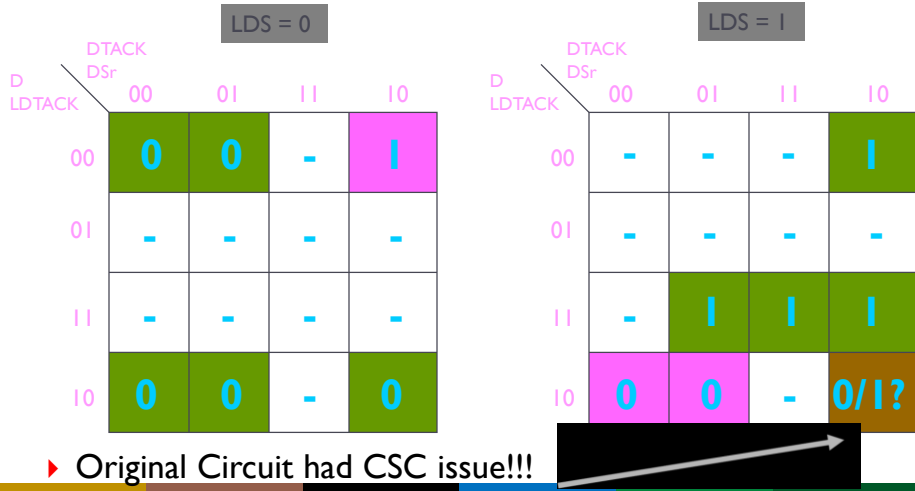 LDS = 0
DTACK
DSr
D
LDTACK
00 01 11 10
00 0 0 - 1
01 - - - -
11 - - - -
10 0 0 - 0
LDS = 1
DTACK
DSr
D
LDTACK
00 01 11 10
00 - - - 1
01 - - - -
11 - 1 1 1
10 0 0 - 0/1?
Original Circuit had CSC issue!!!